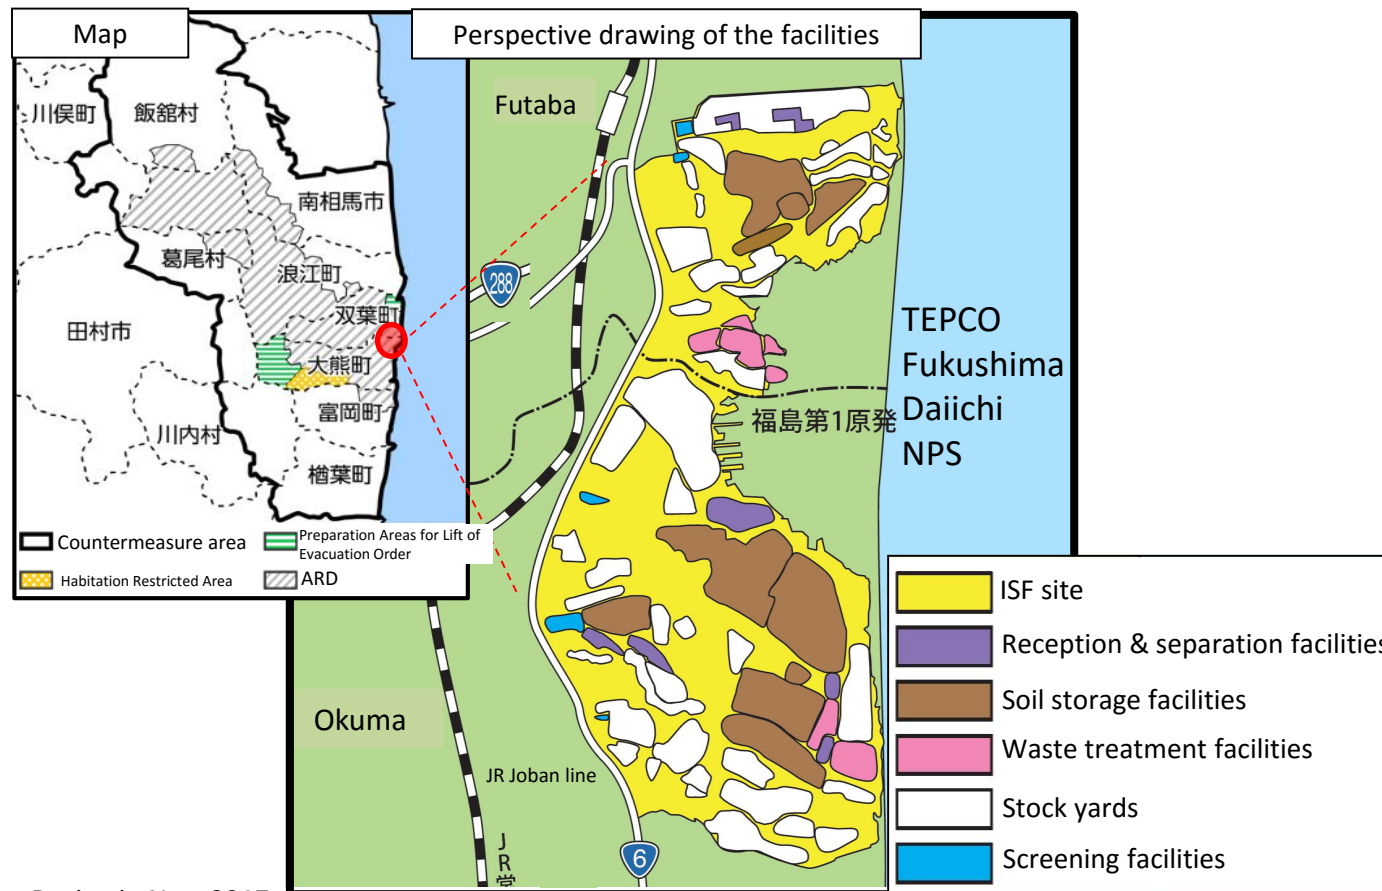 Map
Perspective drawing of the facilities
川俣町
飯舘村
南相馬市
葛尾村
浪江町
双葉町
田村市
大熊町
富岡町
川内村
楢葉町
Countermeasure area
Preparation Areas for Lift of
Evacuation Order
Habitation Restricted Area
ARD
Futaba
288
TEPCO
Fukushima
Daiichi
NPS
福島第1原発
Okuma
JR Joban line
JR
6
ISF site
Reception & separation facilities
Soil storage facilities
Waste treatment facilities
Stock yards
Screening facilities